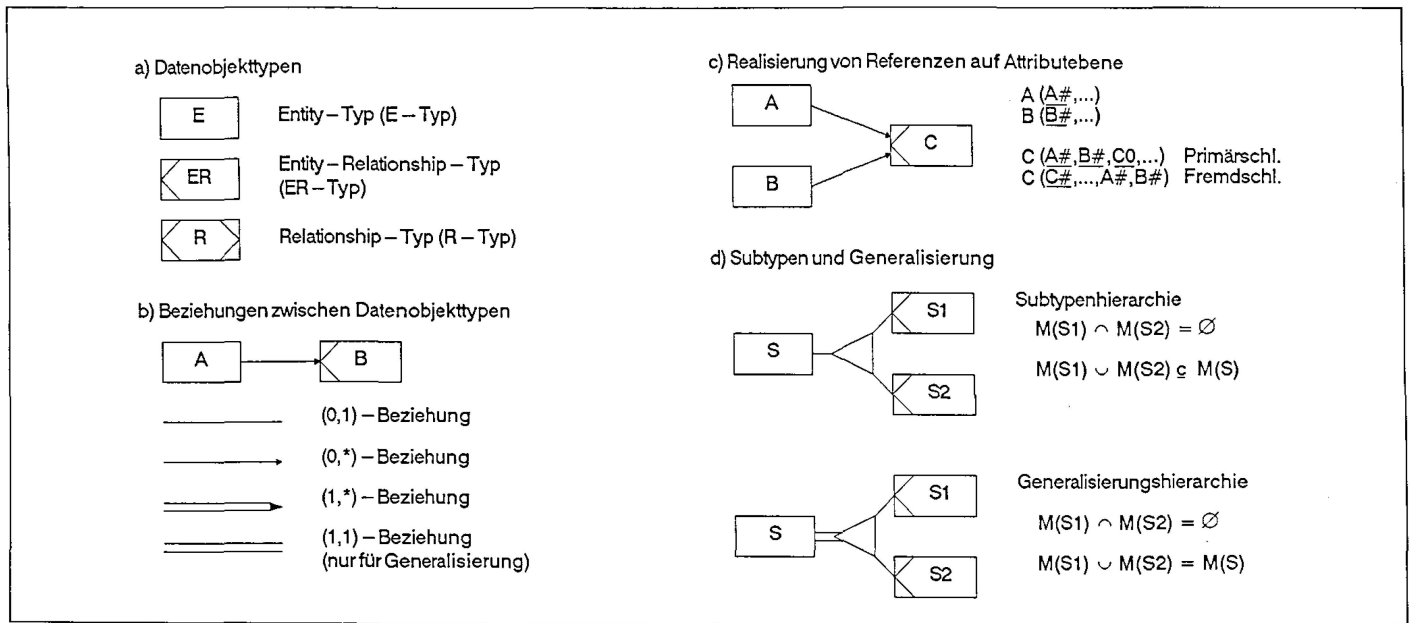 a) Datenobjekttypen
E
Entity – Typ (E – Typ)
ER
Entity – Relationship – Typ
(ER – Typ)
R
Relationship – Typ (R – Typ)
b) Beziehungen zwischen Datenobjekttypen
A
B
(0,1) – Beziehung
(0,*) – Beziehung
(1,*) – Beziehung
(1,1) – Beziehung
(nur für Generalisierung)
c) Realisierung von Referenzen auf Attributebene
A
B
C
A (A#,...)
B (B#,...)
C (A#,B#,C0,...) Primärschl.
C (C#,...,A#,B#) Fremdschl.
d) Subtypen und Generalisierung
S
S1
S2
Subtypenhierarchie
M(S1) ∩ M(S2) = ∅
M(S1) ∪ M(S2) ⊆ M(S)
S
S1
S2
Generalisierungshierarchie
M(S1) ∩ M(S2) = ∅
M(S1) ∪ M(S2) = M(S)